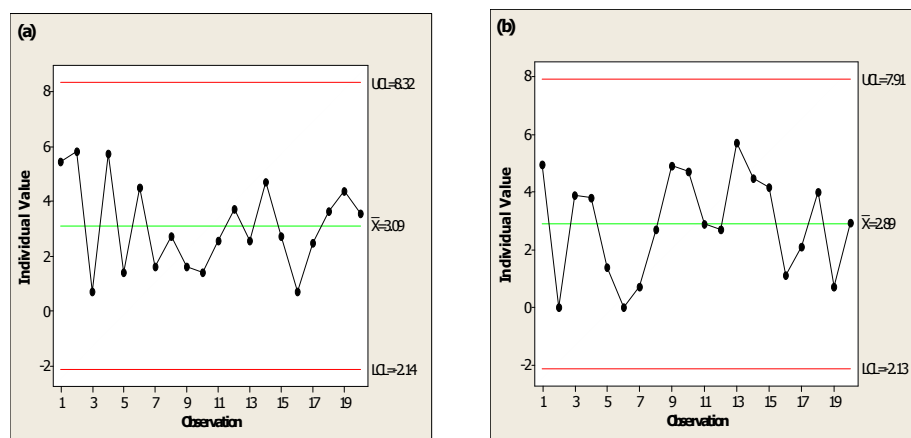 (a)
UCL=8.32
8
6
4
X=3.09
2
0
-2
LCL=-2.14
Individual Value
1 3 5 7 9 11 13 15 17 19
Observation
(b)
8
UCL=7.91
6
4
X=2.89
2
0
-2
LCL=-2.13
Individual Value
1 3 5 7 9 11 13 15 17 19
Observation